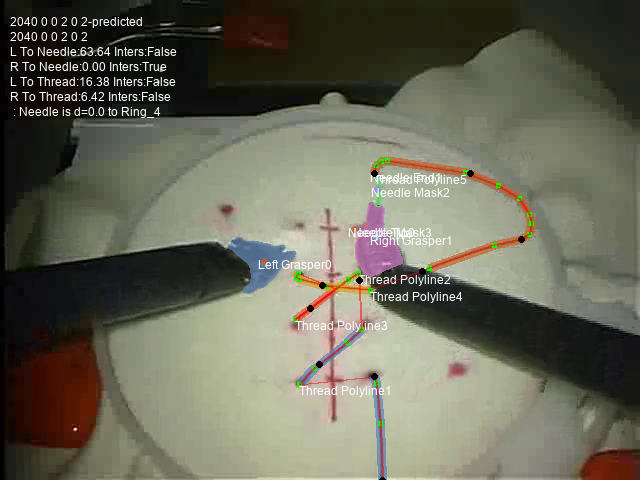 2040 0 0 2 0 2-predicted
2040 0 0 2 0 2
L To Needle:63.64 Inters:False
R To Needle:0.00 Inters:True
L To Thread:16.38 Inters:False
R To Thread:6.42 Inters:False
: Needle is d=0.0 to Ring_4
Thread Polyline5
Needle Mask2
Right Grasper1
Left Grasper0
Thread Polyline2
Thread Polyline4
Thread Polyline3
Thread Polyline1